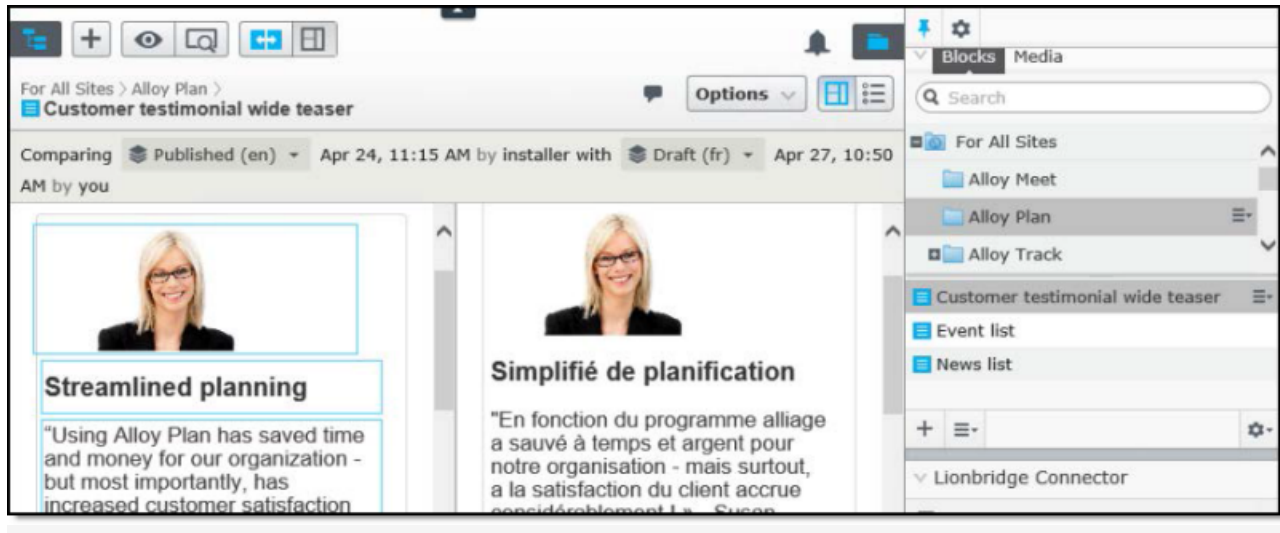 For All Sites > Alloy Plan >
Customer testimonial wide teaser
Options
Comparing Published (en) Apr 24, 11:15 AM by installer with Draft (fr) Apr 27, 10:50
AM by you
Streamlined planning
“Using Alloy Plan has saved time
and money for our organization -
but most importantly, has
increased customer satisfaction
Simplifié de planification
"En fonction du programme alliage
a sauvé à temps et argent pour
notre organisation - mais surtout,
a la satisfaction du client accrue
considérablement ! » – Susan
Blocks Media
Search
For All Sites
Alloy Meet
Alloy Plan
Alloy Track
Customer testimonial wide teaser
Event list
News list
Lionbridge Connector